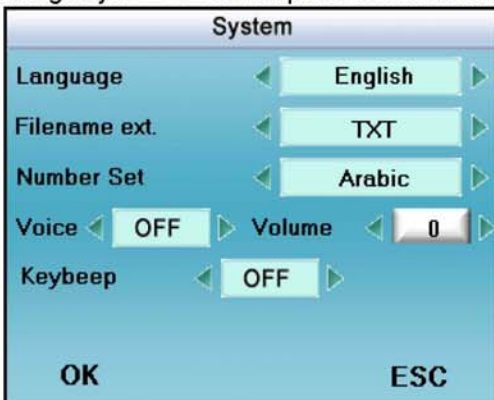 System
Language English
Filename ext. TXT
Number Set Arabic
Voice OFF Volume 0
Keybeep OFF
OK ESC